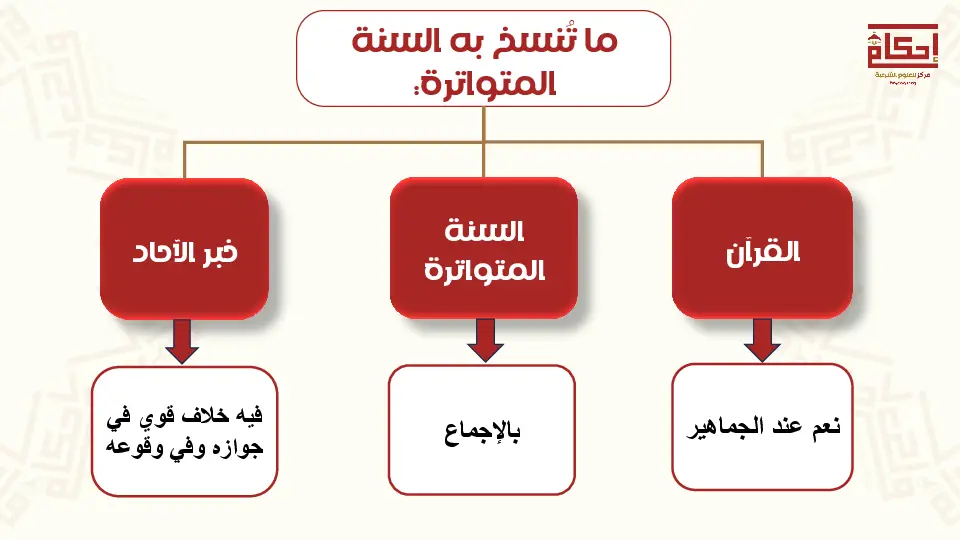 ما تُنسخ به السنة
المتواترة:
إحكام
مركز للعلوم الشرعية
القرآن
السنة
المتواترة
خبر الآحاد
نعم عند الجماهير
بالإجماع
فيه خلاف قوي في
جوازه وفي وقوعه